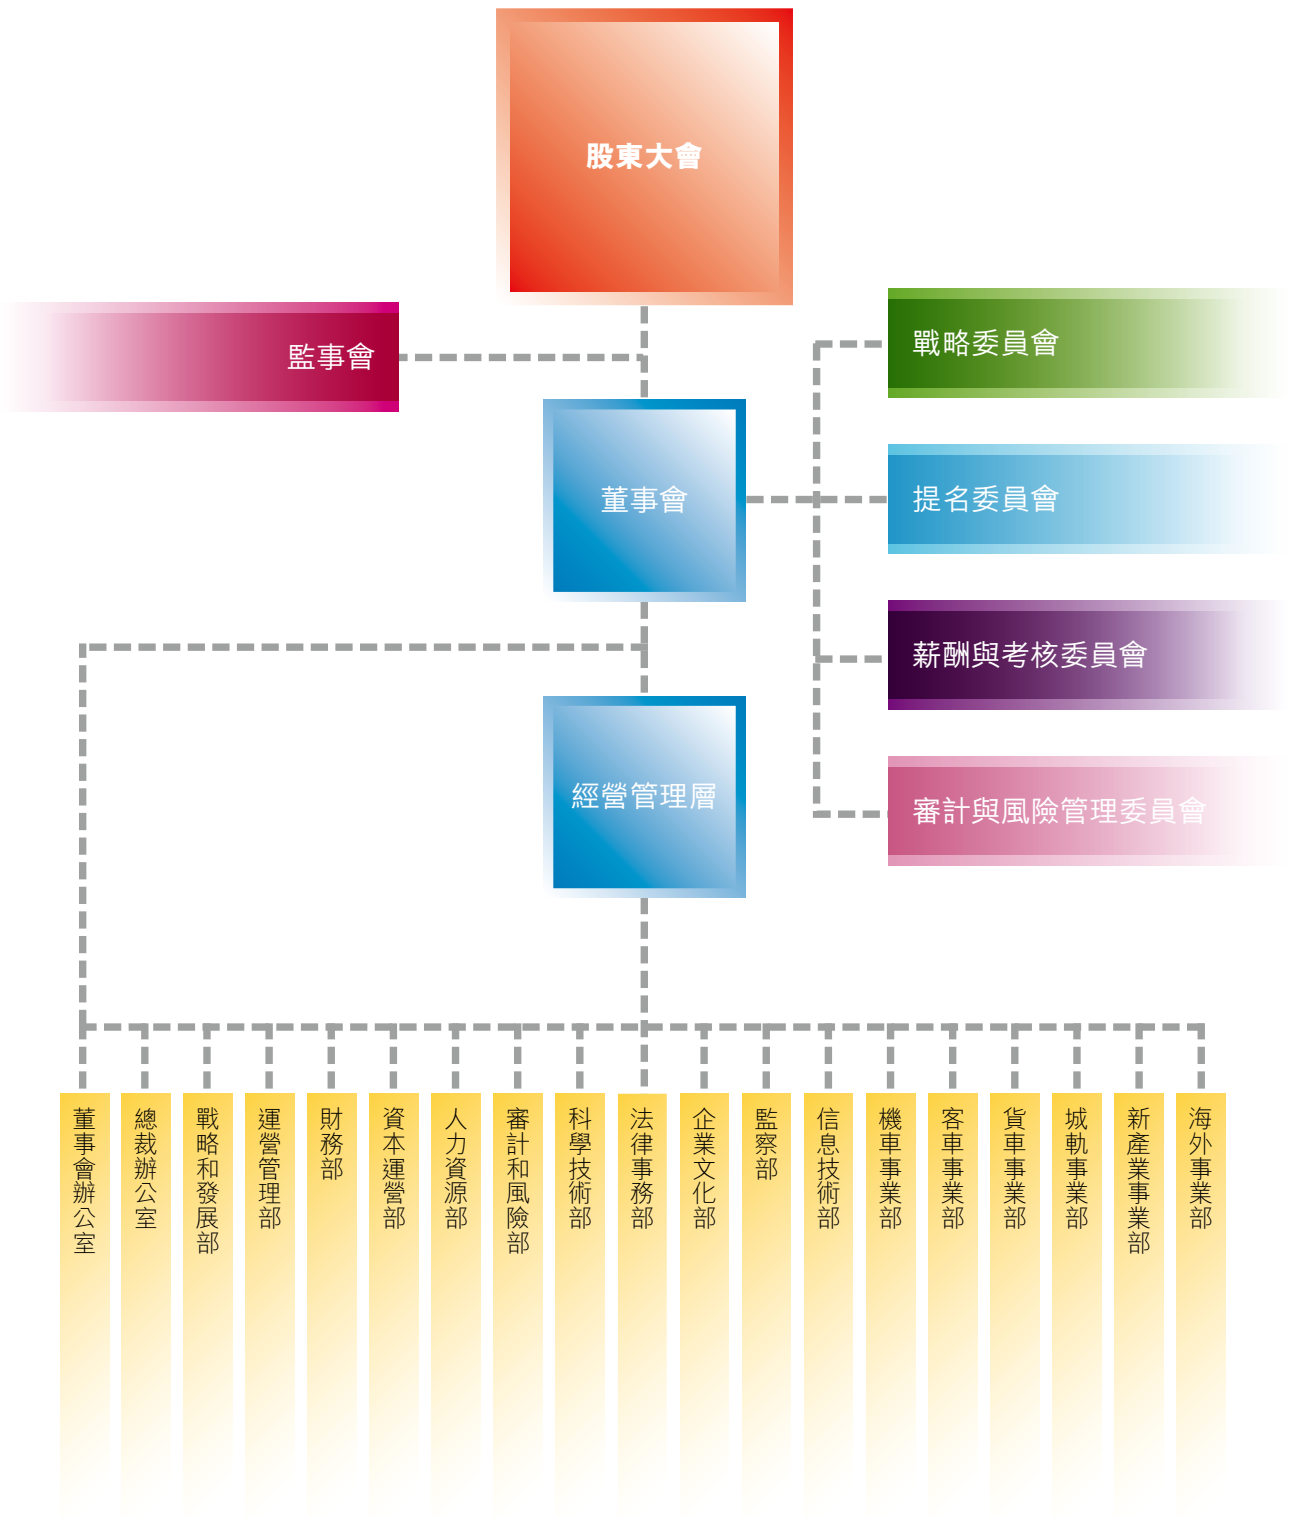 股東大會
監事會
戰略委員會
董事會
提名委員會
薪酬與考核委員會
經營管理層
審計與風險管理委員會
董事會辦公室
總裁辦公室
戰略和發展部
運營管理部
財務部
資本運營部
人力資源部
審計和風險部
科學技術部
法律事務部
企業文化部
監察部
信息技術部
機車事業部
客車事業部
貨車事業部
城軌事業部
新產業事業部
海外事業部